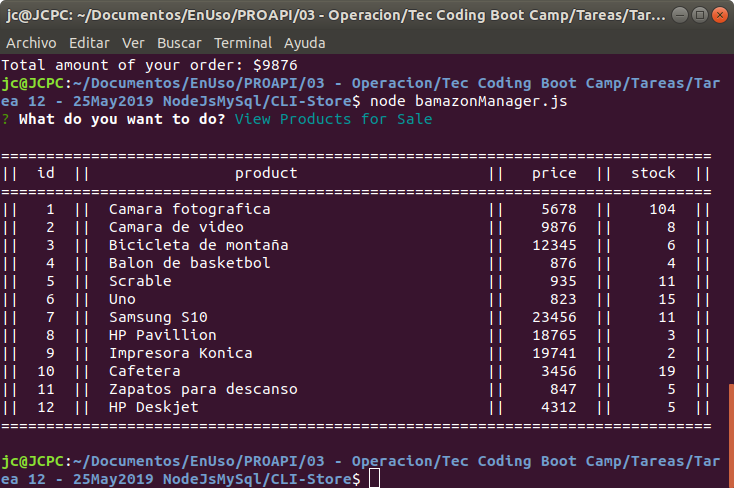 jc@JCPC: ~/Documentos/EnUso/PROAPI/03 - Operacion/Tec Coding Boot Camp/Tareas/Tar...
Archivo Editar Ver Buscar Terminal Ayuda
Total amount of your order: $9876
jc@JCPC:~/Documentos/EnUso/PROAPI/03 - Operacion/Tec Coding Boot Camp/Tareas/Tar
ea 12 - 25May2019 NodeJsMySql/CLI-Store$ node bamazonManager.js
? What do you want to do? View Products for Sale
===============================================================================
||  id  ||                product                     ||   price  ||  stock  ||
===============================================================================
||   1  ||  Camara fotografica                        ||    5678  ||    104  ||
||   2  ||  Camara de video                           ||    9876  ||      8  ||
||   3  ||  Bicicleta de montaña                      ||   12345  ||      6  ||
||   4  ||  Balon de basketbol                        ||     876  ||      4  ||
||   5  ||  Scrable                                   ||     935  ||     11  ||
||   6  ||  Uno                                       ||     823  ||     15  ||
||   7  ||  Samsung S10                               ||   23456  ||     11  ||
||   8  ||  HP Pavillion                              ||   18765  ||      3  ||
||   9  ||  Impresora Konica                          ||   19741  ||      2  ||
||  10  ||  Cafetera                                  ||    3456  ||     19  ||
||  11  ||  Zapatos para descanso                     ||     847  ||      5  ||
||  12  ||  HP Deskjet                                ||    4312  ||      5  ||
===============================================================================
jc@JCPC:~/Documentos/EnUso/PROAPI/03 - Operacion/Tec Coding Boot Camp/Tareas/Tar
ea 12 - 25May2019 NodeJsMySql/CLI-Store$